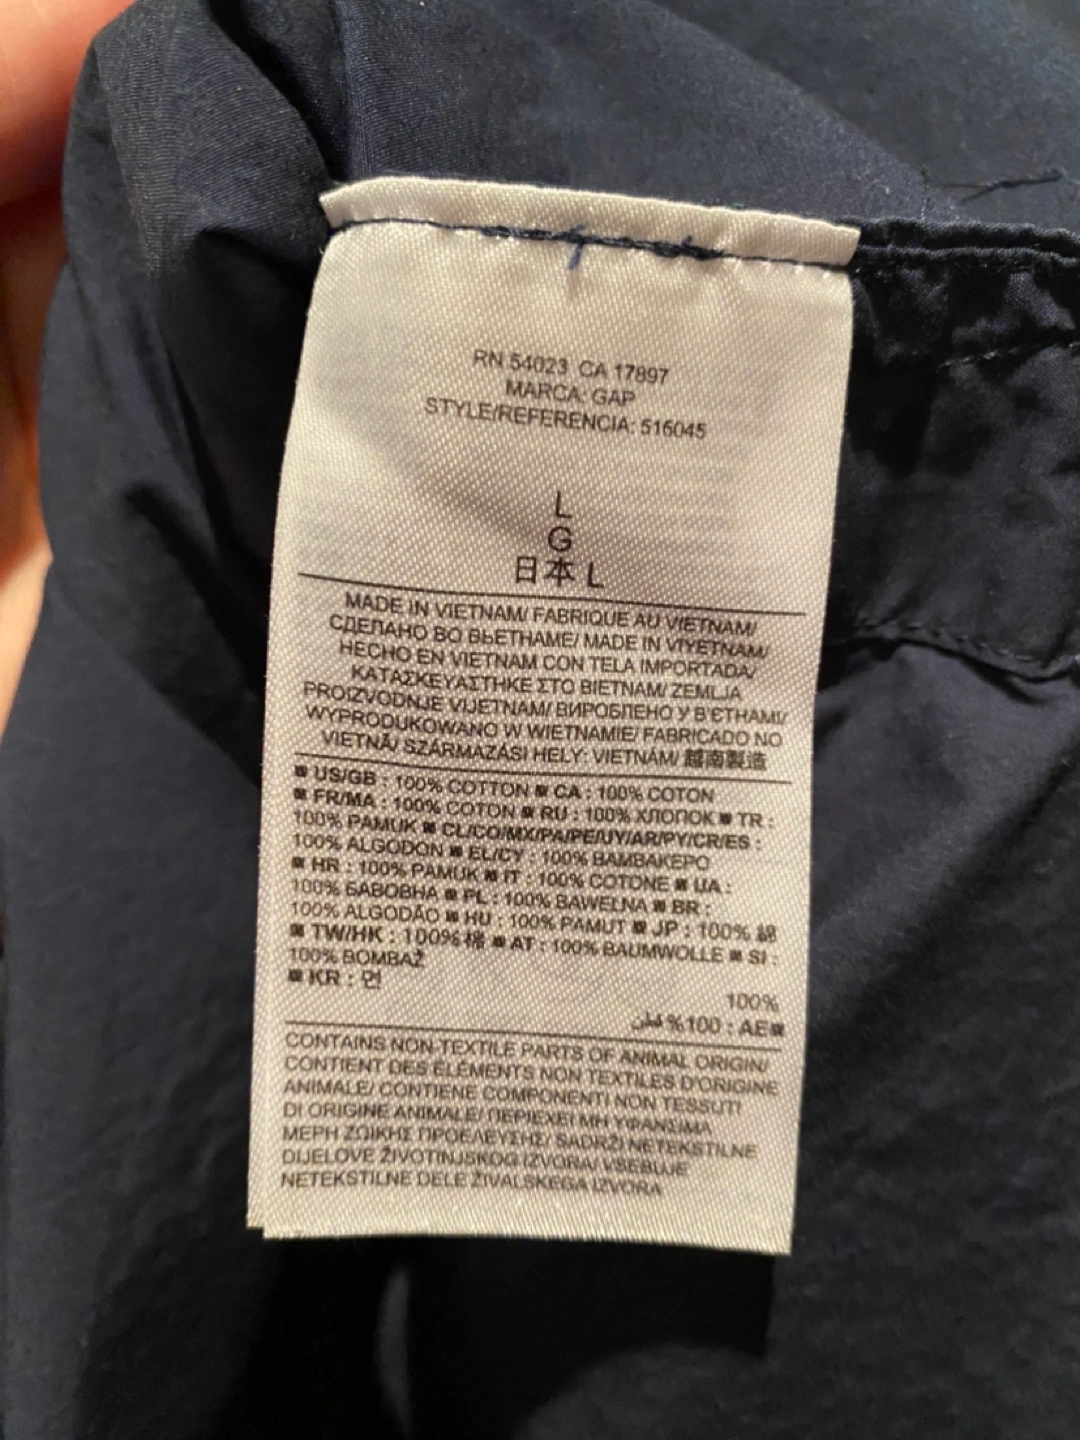 RN 54023 CA 17897
MARCA: GAP
STYLE/REFERENCIA: 516045
L
G
日本 L
MADE IN VIETNAM/ FABRIQUE AU VIETNAM/
СДЕЛАНО ВО ВЬЕТНАМЕ/ MADE IN VIYETNAM/
HECHO EN VIETNAM CON TELA IMPORTADA/
ΚΑΤΑΣΚΕΥΑΣΤΗΚΕ ΣΤΟ ΒΙΕΤΝΑΜ/ ZEMLJA
PROIZVODNJE VIJETNAM/ ВИРОБЛЕНО У В'ЄТНАМІ/
WYPRODUKOWANO W WIETNAMIE/ FABRICADO NO
VIETNÃ/ SZÁRMAZÁSI HELY: VIETNÁM/ 越南製造
■ US/GB : 100% COTTON ■ CA : 100% COTON
■ FR/MA : 100% COTON ■ RU : 100% ХЛОПОК ■ TR :
100% PAMUK ■ CL/CO/MX/PA/PE/UY/AR/PY/CR/ES :
100% ALGODON ■ EL/CY : 100% ΒΑΜΒΑΚΕΡΟ
■ HR : 100% PAMUK ■ IT : 100% COTONE ■ UA :
100% БАВОВНА ■ PL : 100% BAWEŁNA ■ BR :
100% ALGODÃO ■ HU : 100% PAMUT ■ JP : 100% 綿
■ TW/HK : 100% 棉 ■ AT : 100% BAUMWOLLE ■ SI :
100% BOMBAŽ
■ KR : 면
100%
■AE : 100% قطن
CONTAINS NON-TEXTILE PARTS OF ANIMAL ORIGIN/
CONTIENT DES ÉLÉMENTS NON TEXTILES D'ORIGINE
ANIMALE/ CONTIENE COMPONENTI NON TESSUTI
DI ORIGINE ANIMALE/ ΠΕΡΙΕΧΕΙ ΜΗ ΥΦΑΝΣΙΜΑ
ΜΕΡΗ ΖΩΙΚΗΣ ΠΡΟΕΛΕΥΣΗΣ/ SADRŽI NETEKSTILNE
DIJELOVE ŽIVOTINJSKOG IZVORA/ VSEBUJE
NETEKSTILNE DELE ŽIVALSKEGA IZVORA